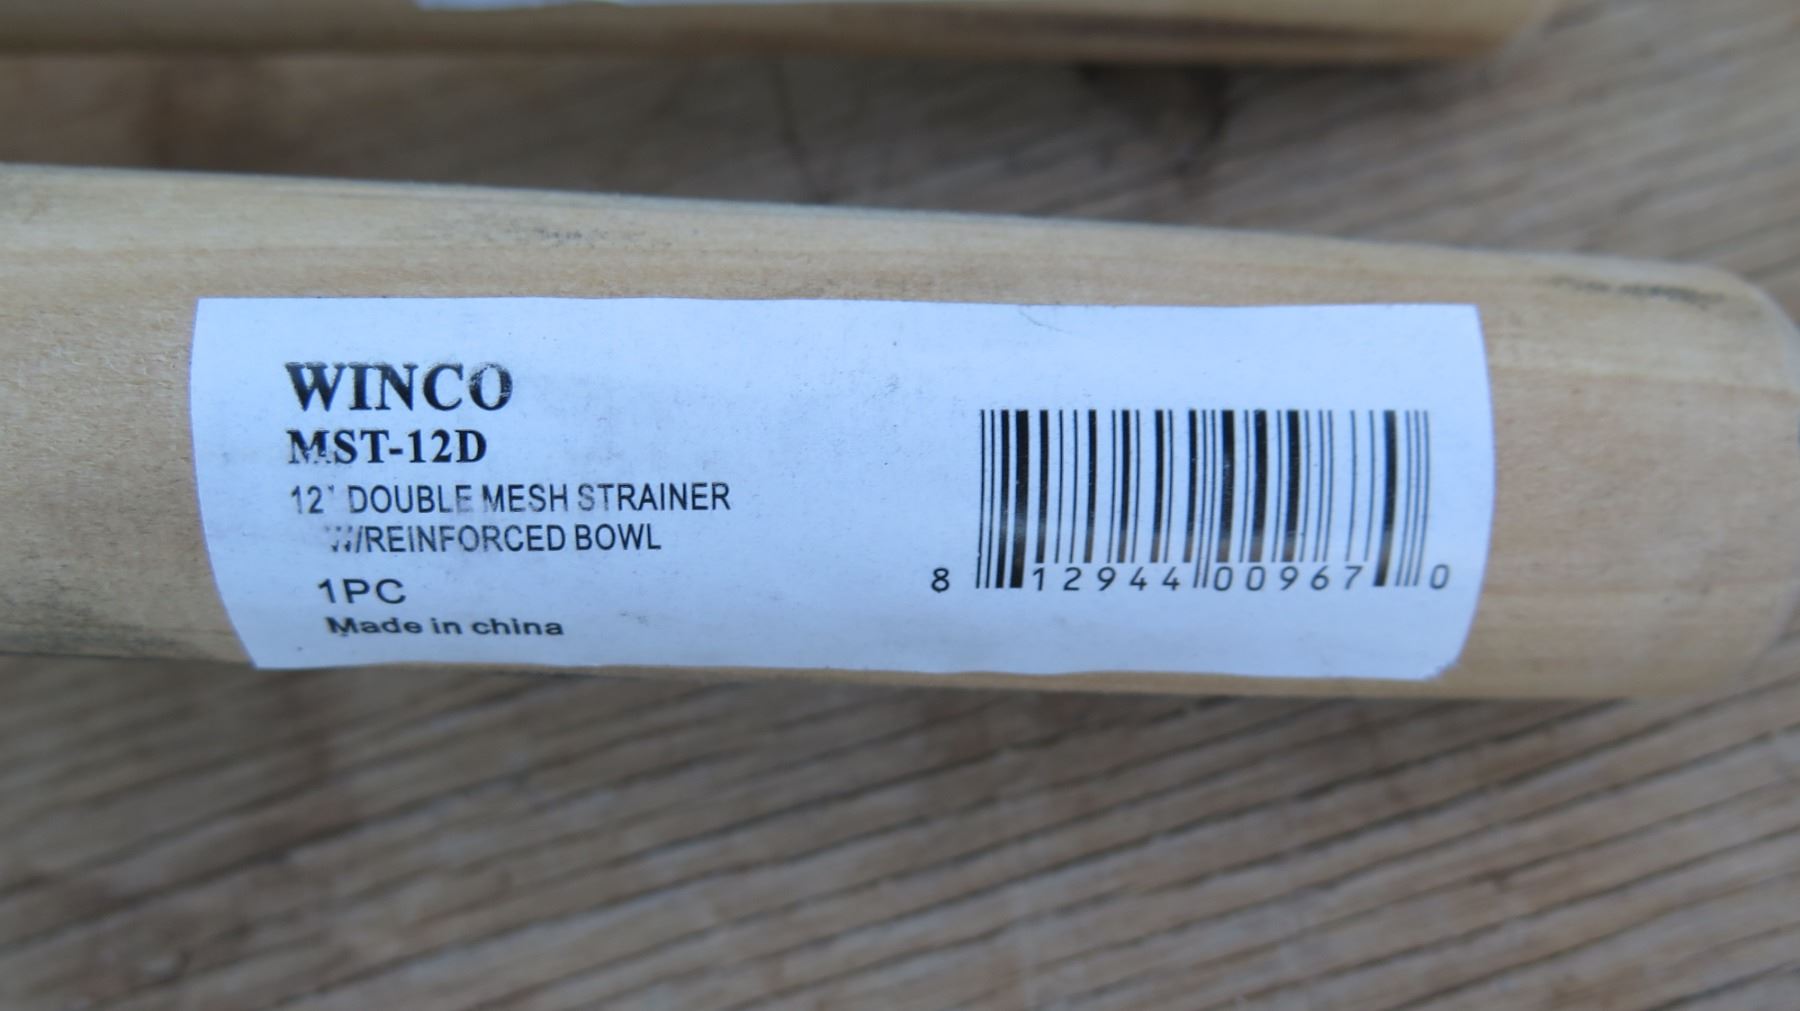 WINCO
MST-12D
12" DOUBLE MESH STRAINER
W/REINFORCED BOWL
1PC
Made in china
8 12944 00967 0